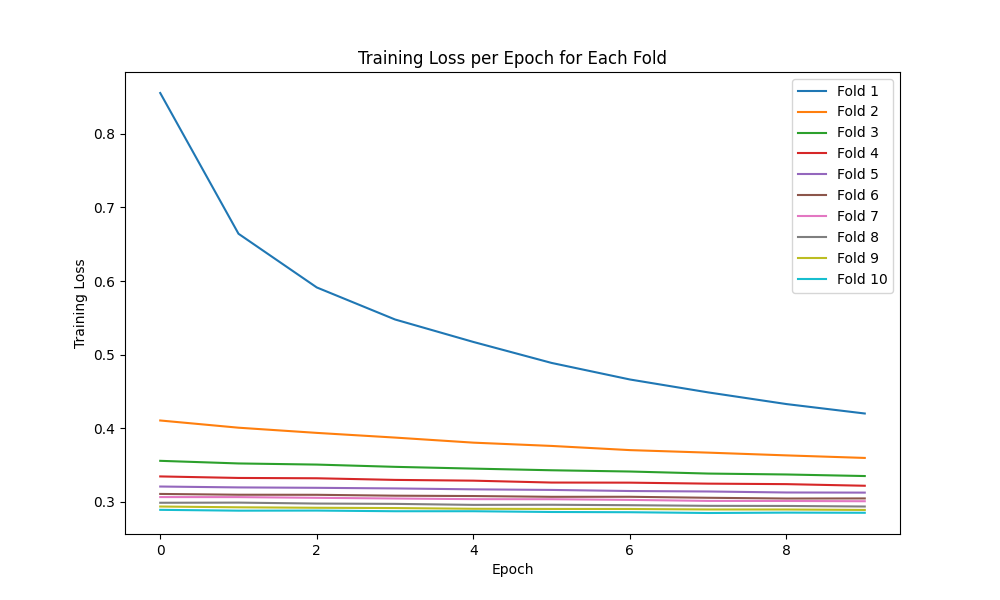 Training Loss per Epoch for Each Fold
Training Loss
0.8
0.7
0.6
0.5
0.4
0.3
0
2
4
6
8
Epoch
Fold 1
Fold 2
Fold 3
Fold 4
Fold 5
Fold 6
Fold 7
Fold 8
Fold 9
Fold 10